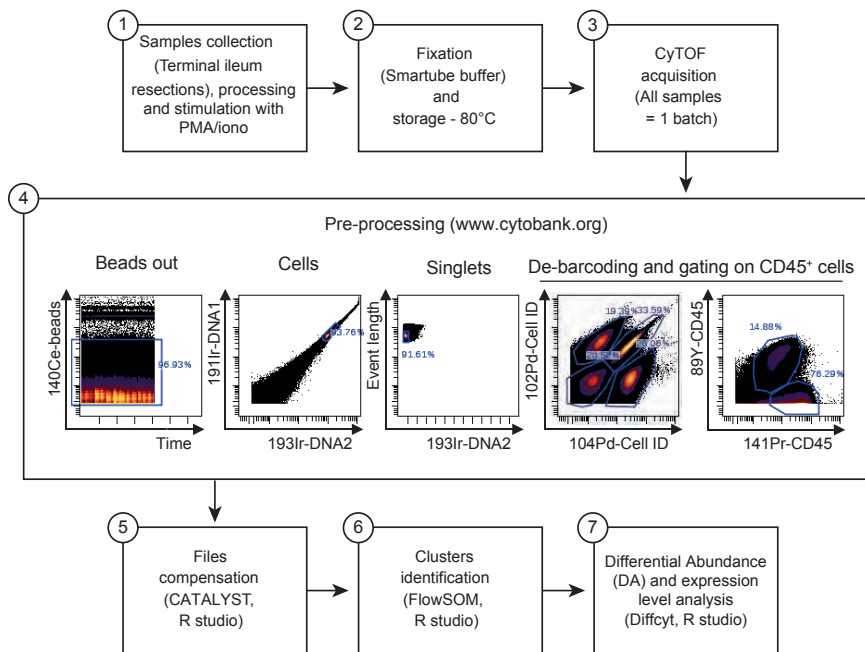 1
Samples collection
(Terminal ileum
resections), processing
and stimulation with
PMA/iono
2
Fixation
(Smartube buffer)
and
storage - 80°C
3
CyTOF
acquisition
(All samples
= 1 batch)
4
Pre-processing (www.cytobank.org)
Beads out
140Ce-beads
96.93%
Time
Cells
191Ir-DNA1
93.76%
193Ir-DNA2
Singlets
Event length
91.61%
193Ir-DNA2
De-barcoding and gating on CD45⁺ cells
102Pd-Cell ID
19.39%
33.59%
104Pd-Cell ID
89Y-CD45
14.88%
76.29%
141Pr-CD45
5
Files
compensation
(CATALYST,
R studio)
6
Clusters
identification
(FlowSOM,
R studio)
7
Differential Abundance
(DA) and expression
level analysis
(Diffcyt, R studio)